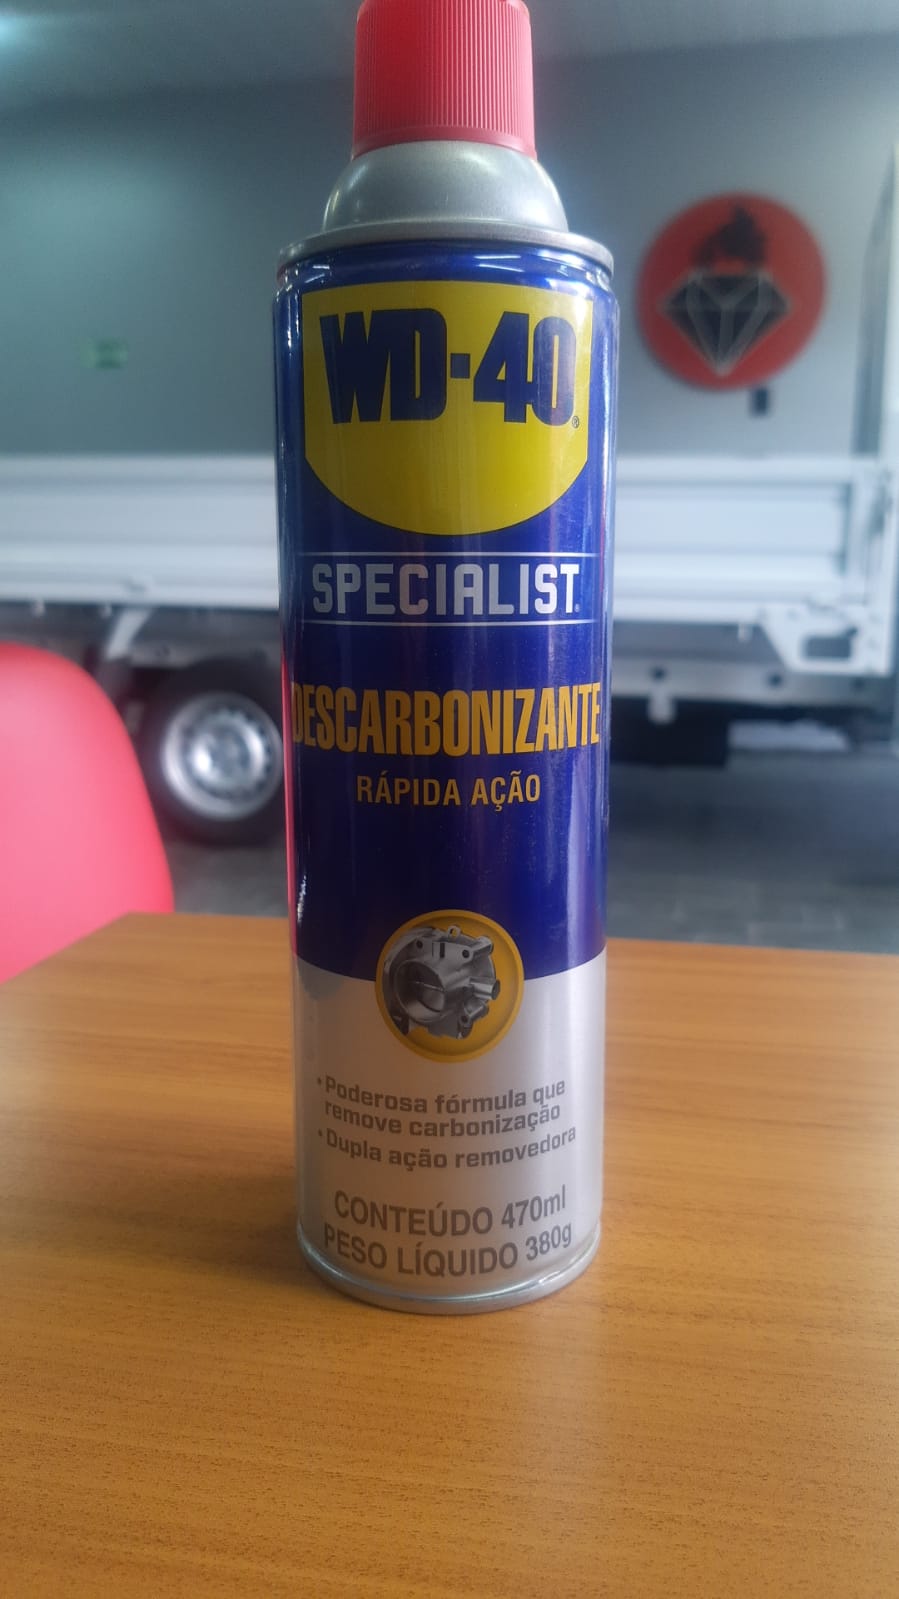 WD-40®
SPECIALIST®
DESCARBONIZANTE
RÁPIDA AÇÃO
• Poderosa fórmula que
remove carbonização
• Dupla ação removedora
CONTEÚDO 470ml
PESO LÍQUIDO 380g